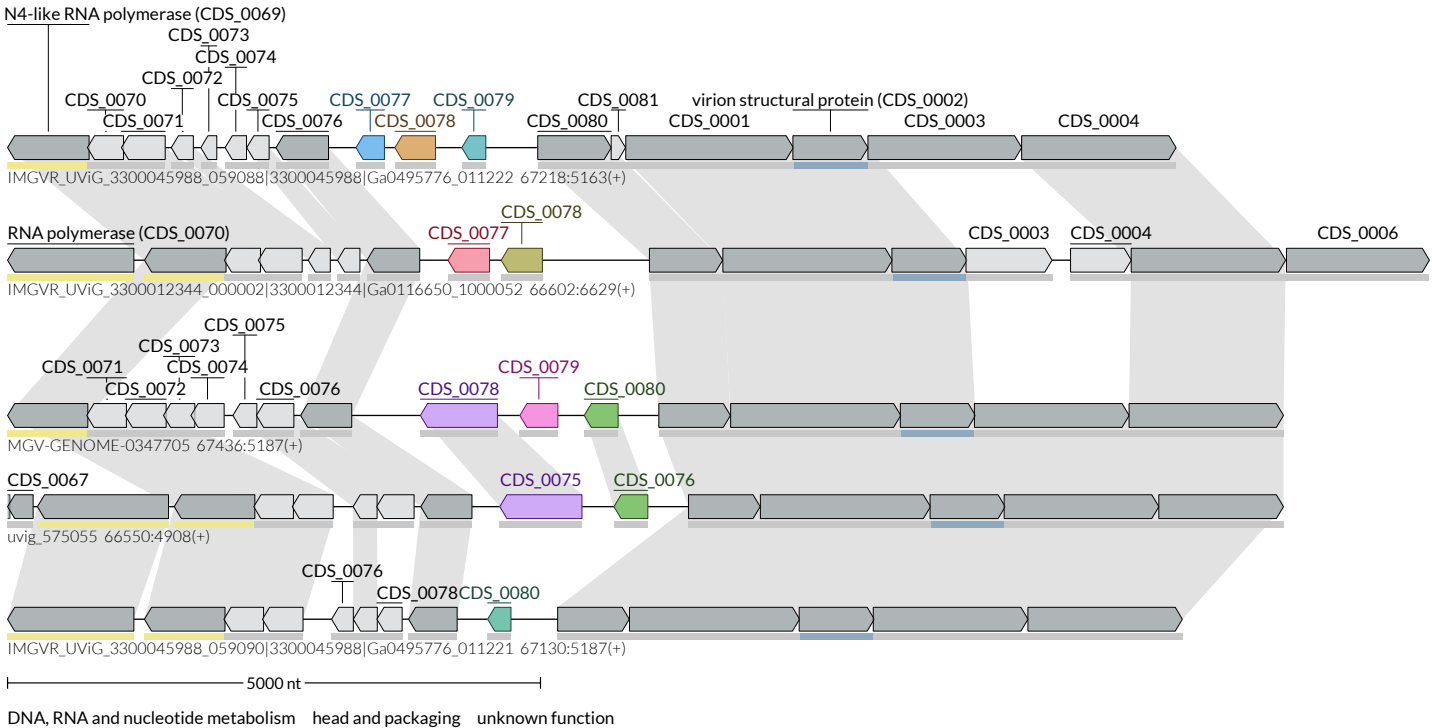 N4-like RNA polymerase (CDS_0069)
CDS_0073
CDS_0074
CDS_0072
CDS_0070 CDS_0075 CDS_0077 CDS_0079 CDS_0081 virion structural protein (CDS_0002)
CDS_0071 CDS_0076 CDS_0078 CDS_0080 CDS_0001 CDS_0003 CDS_0004
IMGVR_UViG_3300045988_059088|3300045988|Ga0495776_011222 67218:5163(+)
CDS_0078
RNA polymerase (CDS_0070) CDS_0077 CDS_0003 CDS_0004 CDS_0006
IMGVR_UViG_3300012344_000002|3300012344|Ga0116650_1000052 66602:6629(+)
CDS_0075
CDS_0073
CDS_0071 CDS_0074 CDS_0079
CDS_0072 CDS_0076 CDS_0078 CDS_0080
MGV-GENOME-0347705 67436:5187(+)
CDS_0067 CDS_0075 CDS_0076
uvig_575055 66550:4908(+)
CDS_0076
CDS_0078 CDS_0080
IMGVR_UViG_3300045988_059090|3300045988|Ga0495776_011221 67130:5187(+)
5000 nt
DNA, RNA and nucleotide metabolism head and packaging unknown function